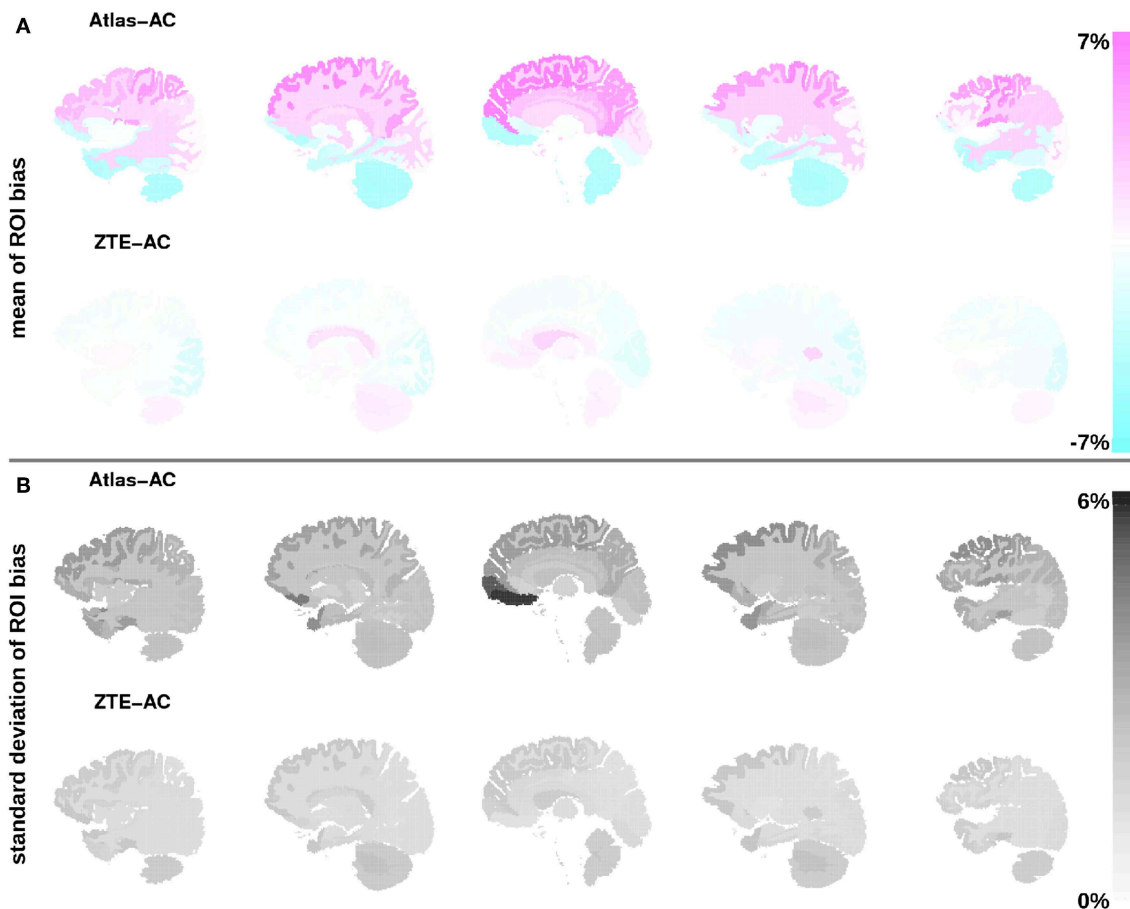 A
Atlas–AC
7%
mean of ROI bias
ZTE–AC
-7%
B
Atlas–AC
6%
standard deviation of ROI bias
ZTE–AC
0%